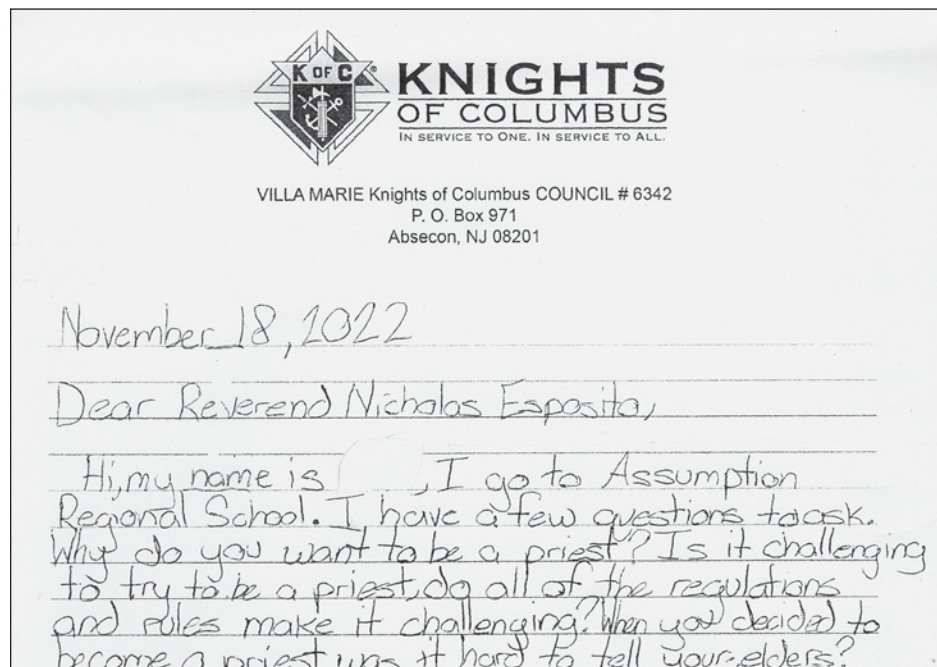 K OF C®
KNIGHTS
OF COLUMBUS
IN SERVICE TO ONE. IN SERVICE TO ALL.
VILLA MARIE Knights of Columbus COUNCIL # 6342
P. O. Box 971
Absecon, NJ 08201
November 18, 2022
Dear Reverend Nicholas Esposito,
Hi, my name is , I go to Assumption
Regional School. I have a few questions to ask.
Why do you want to be a priest? Is it challenging
to try to be a priest, do all of the regulations
and rules make it challenging? When you decided to
become a priest was it hard to tell your elders?